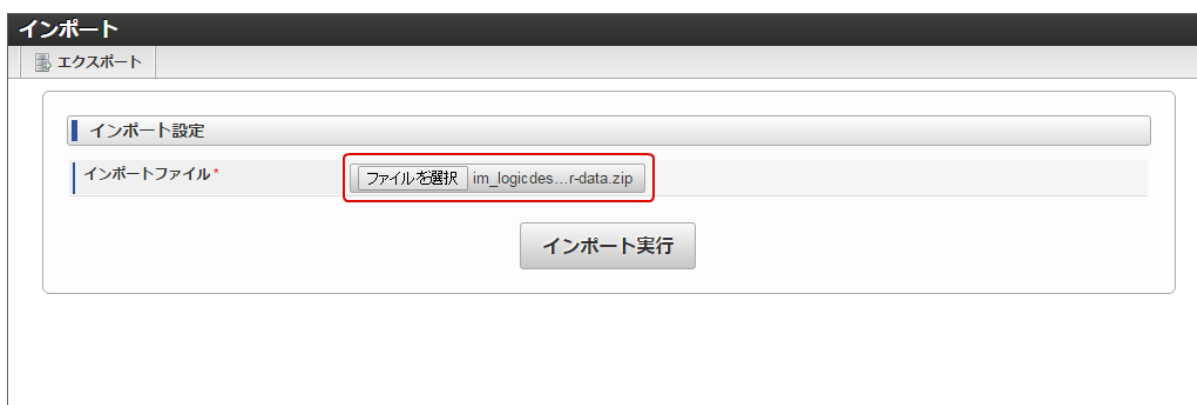 インポート
エクスポート
インポート設定
インポートファイル*
ファイルを選択 im_logicdes...r-data.zip
インポート実行